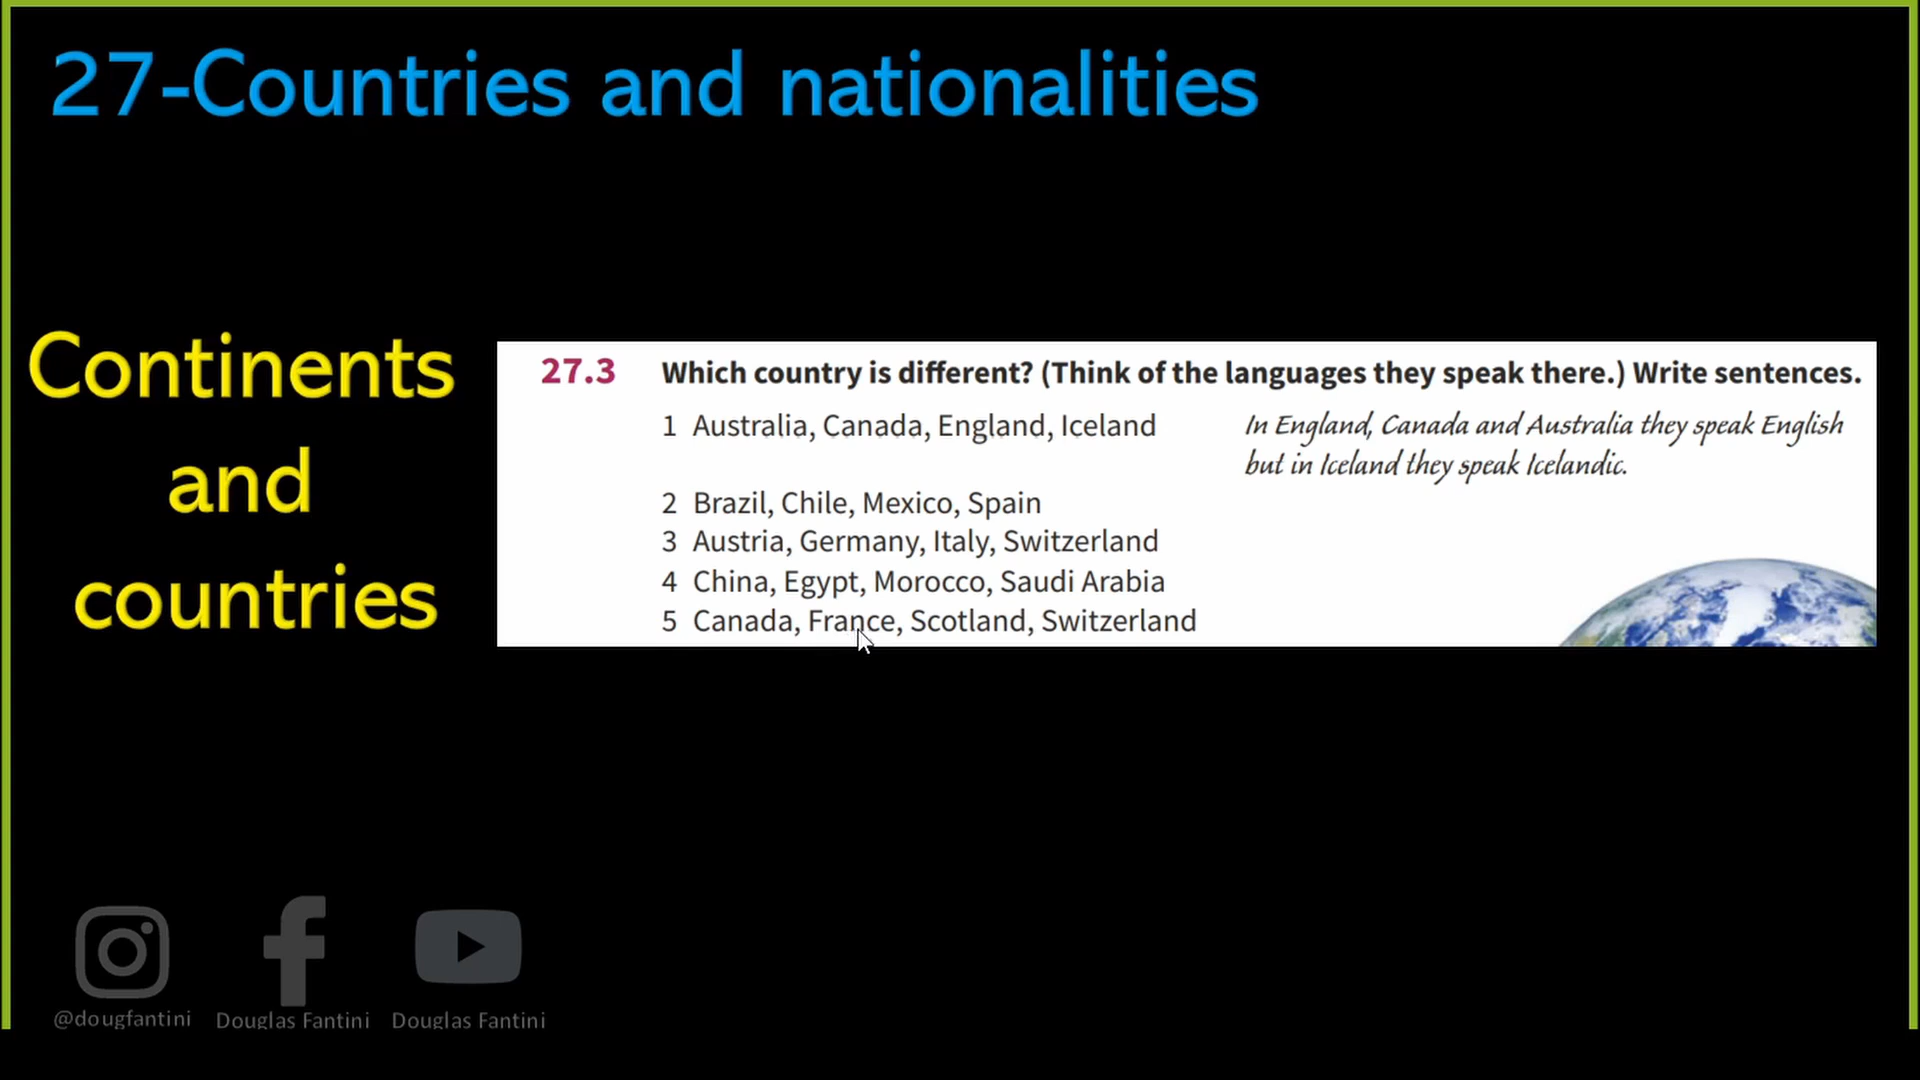 27-Countries and nationalities
Continents
and
countries
27.3 Which country is different? (Think of the languages they speak there.) Write sentences.
1 Australia, Canada, England, Iceland
In England, Canada and Australia they speak English
but in Iceland they speak Icelandic.
2 Brazil, Chile, Mexico, Spain
3 Austria, Germany, Italy, Switzerland
4 China, Egypt, Morocco, Saudi Arabia
5 Canada, France, Scotland, Switzerland
@dougfantini Douglas Fantini Douglas Fantini